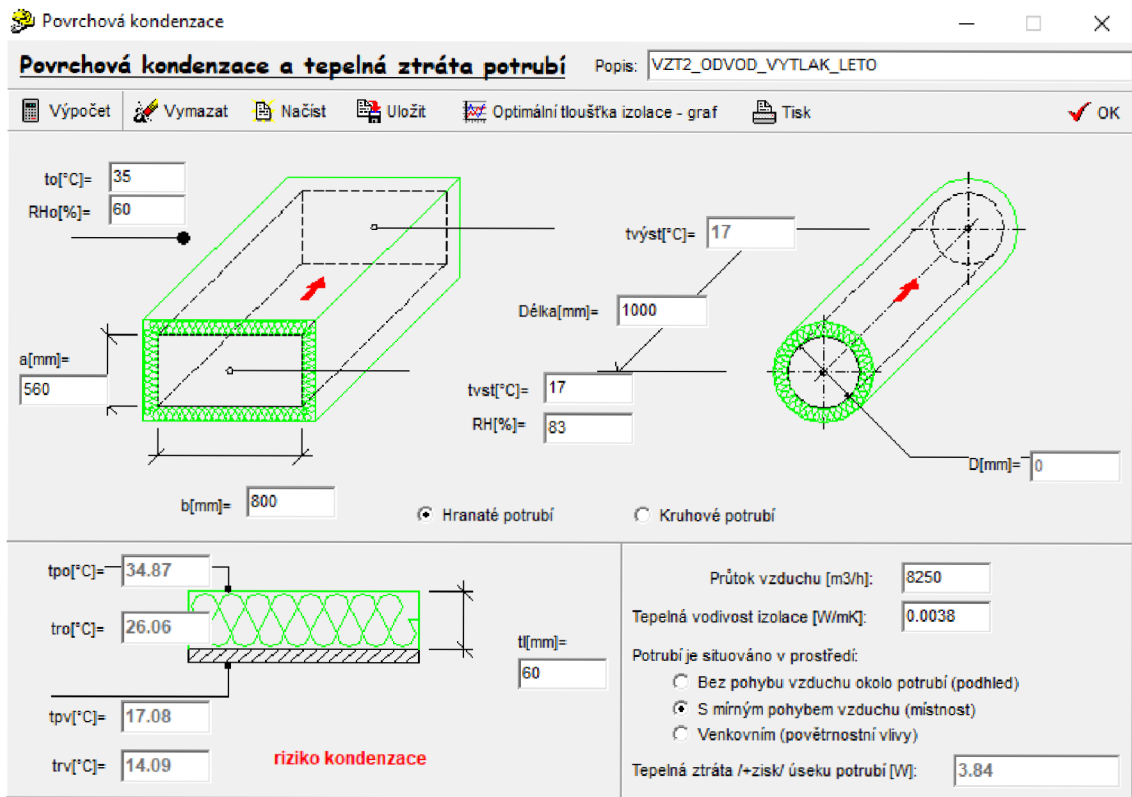 Povrchová kondenzace
Povrchová kondenzace a tepelná ztráta potrubí Popis: VZT2_ODVOD_VYTLAK_LETO
Výpočet Vymazat Načíst Uložit Optimální tloušťka izolace - graf Tisk OK
to[°C]= 35
RHo[%]= 60
tvýst[°C]= 17
Délka[mm]= 1000
a[mm]=
560
tvst[°C]= 17
RH[%]= 83
D[mm]= 0
b[mm]= 800
Hranaté potrubí Kruhové potrubí
tpo[°C]= 34.87
tro[°C]= 26.06
tl[mm]=
60
tpv[°C]= 17.08
trv[°C]= 14.09
riziko kondenzace
Průtok vzduchu [m3/h]: 8250
Tepelná vodivost izolace [W/mK]: 0.0038
Potrubí je situováno v prostředí:
Bez pohybu vzduchu okolo potrubí (podhled)
S mírným pohybem vzduchu (místnost)
Venkovním (povětrnostní vlivy)
Tepelná ztráta /+zisk/ úseku potrubí [W]: 3.84